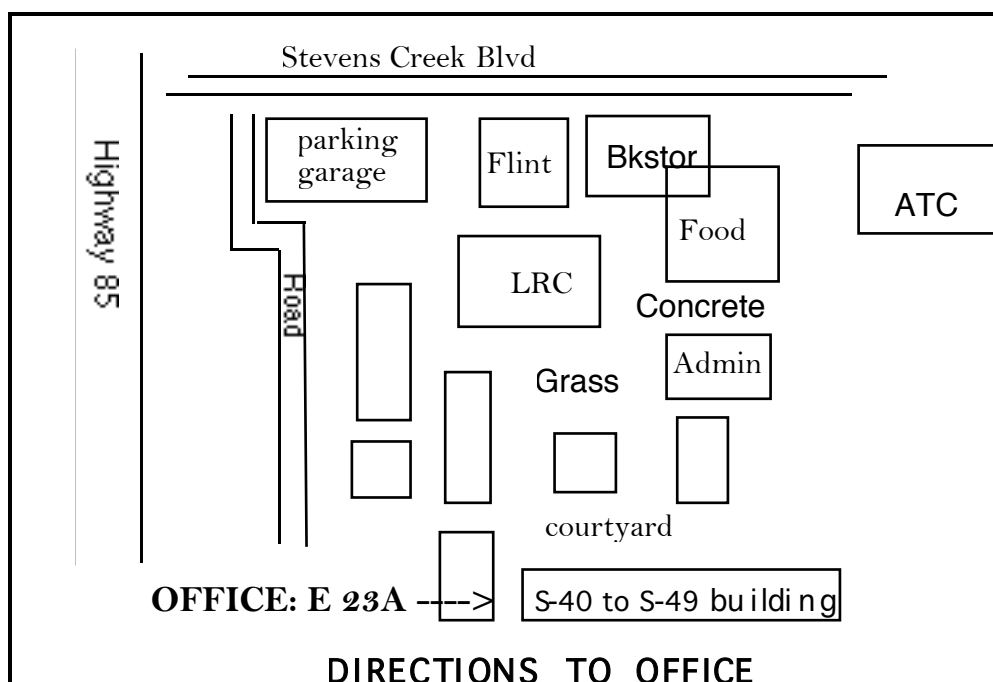 Stevens Creek Blvd
Highway 85
parking
garage
Flint
Bkstor
ATC
Food
Road
LRC
Concrete
Admin
Grass
courtyard
OFFICE: E 23A ---->
S-40 to S-49 building
DIRECTIONS TO OFFICE